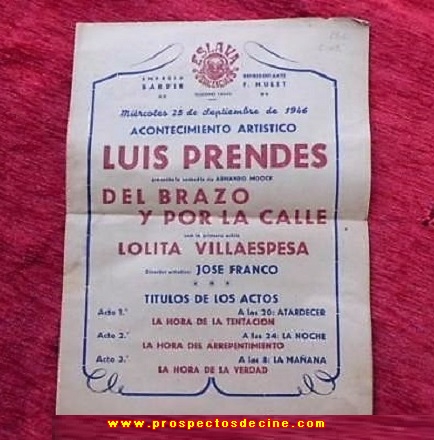 ESLAVA
EMPRESA
BARDIN
REPRESENTANTE
F. MUSET
Miércoles 25 de Septiembre de 1946
ACONTECIMIENTO ARTISTICO
LUIS PRENDES
presenta la comedia de ARMANDO MOOCK
DEL BRAZO
Y POR LA CALLE
con la primera actriz
LOLITA VILLAESPESA
Director artístico: JOSE FRANCO
* * *
TITULOS DE LOS ACTOS
Acto 1.° A las 20: ATARDECER
LA HORA DE LA TENTACION
Acto 2.° A las 24: LA NOCHE
LA HORA DEL ARREPENTIMIENTO
Acto 3.° A las 8: LA MAÑANA
LA HORA DE LA VERDAD
www.prospectosdecine.com